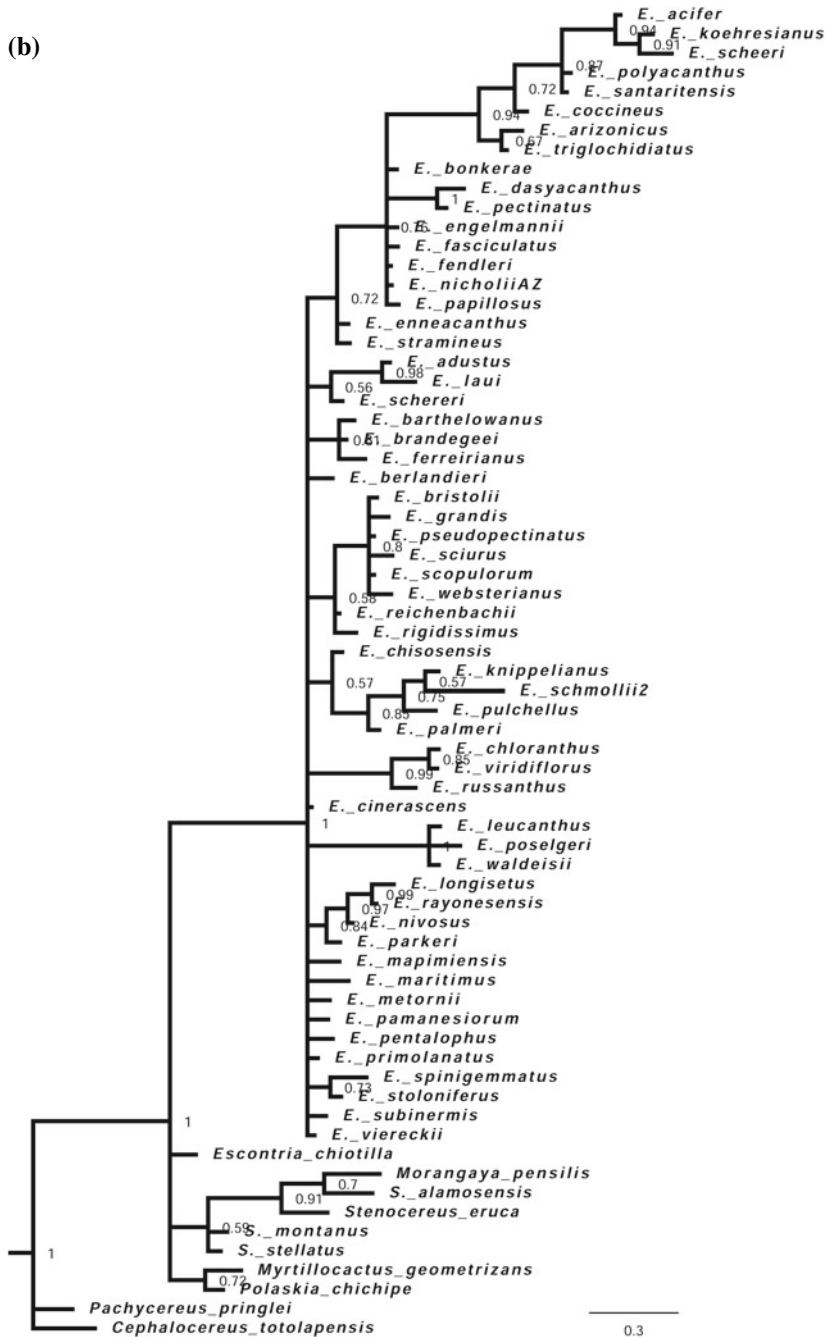 (b)
E._acifer
0.94
E._koehresianus
0.91
E._scheeri
0.87
E._polyacanthus
0.72
E._santaritensis
E._coccineus
0.94
E._arizonicus
0.67
E._triglochidiatus
E._bonkerae
E._dasyacanthus
1
E._pectinatus
0.76
E._engelmannii
E._fasciculatus
E._fendleri
E._nicholiiAZ
0.72
E._papillosus
E._enneacanthus
E._stramineus
E._adustus
0.98
E._laui
0.56
E._schereri
E._barthelowanus
E._brandegeei
E._ferreirianus
E._berlandieri
E._bristolii
E._grandis
E._pseudopectinatus
0.8
E._sciurus
E._scopulorum
0.58
E._websterianus
E._reichenbachii
E._rigidissimus
E._chisosensis
E._knippelianus
0.57
0.57
E._schmollii2
0.75
E._pulchellus
0.85
E._palmeri
E._chloranthus
0.85
E._viridiflorus
0.99
E._russanthus
E._cinerascens
1
E._leucanthus
1
E._poselgeri
E._waldeisii
E._longisetus
0.99
E._rayonesensis
0.97
E._nivosus
0.84
E._parkeri
E._mapimiensis
E._maritimus
E._metornii
E._pamanesiorum
E._pentalophus
E._primolanatus
E._spinigemmatus
0.73
E._stoloniferus
E._subinermis
1
E._viereckii
Escontria_chiotilla
Morangaya_pensilis
0.7
S._alamosensis
0.91
Stenocereus_eruca
0.59
S._montanus
S._stellatus
1
Myrtillocactus_geometrizans
0.72
Polaskia_chichipe
Pachycereus_pringlei
Cephalocereus_totolapensis
0.3